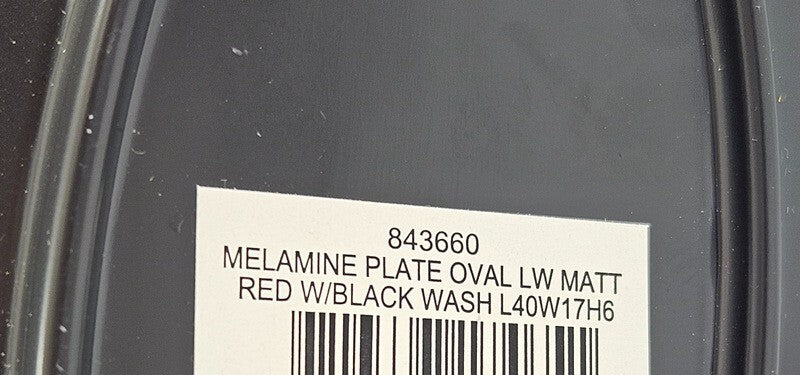 843660
MELAMINE PLATE OVAL LW MATT
RED W/BLACK WASH L40W17H6